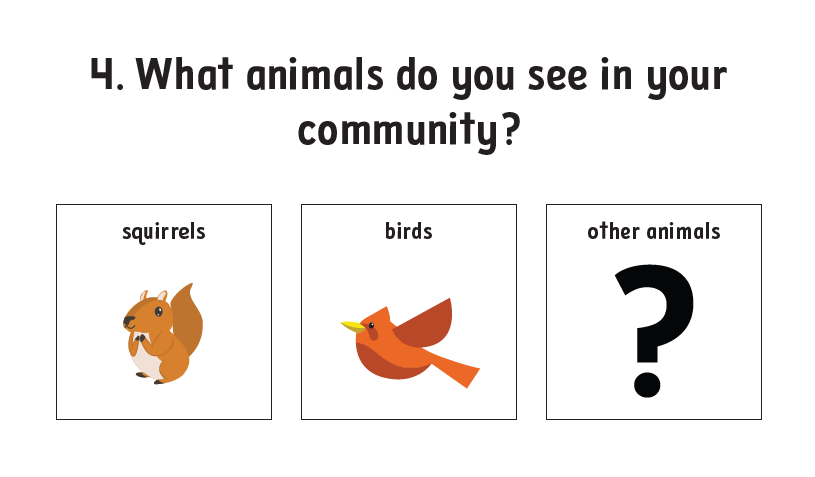 4. What animals do you see in your
community?
squirrels
birds
other animals
?